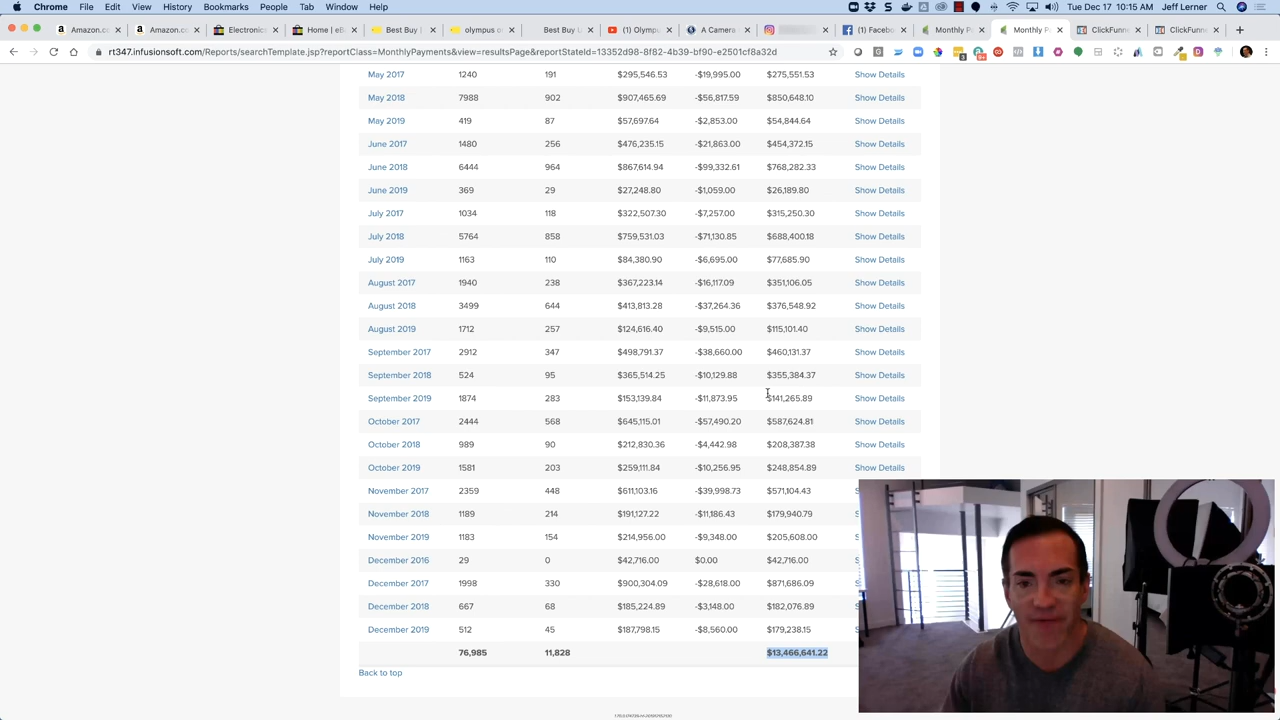 Chrome File Edit View History Bookmarks People Tab Window Help Tue Dec 17 10:15 AM Jeff Lerner
Amazon.c Amazon.cc Electronic Home | eB Best Buy | olympus o Best Buy U (1) Olymp A Camera Instagram (1) Facebo Monthly P Monthly P ClickFunne ClickFunne
rt347.infusionsoft.com/Reports/searchTemplate.jsp?reportClass=MonthlyPayments&view=resultsPage&reportStateId=13352d98-8f82-4b39-bf90-e2501cf8a32d
May 2017 1240 191 $295,546.53 -$19,995.00 $275,551.53 Show Details
May 2018 7988 902 $907,465.69 -$56,817.59 $850,648.10 Show Details
May 2019 419 87 $57,697.64 -$2,853.00 $54,844.64 Show Details
June 2017 1480 256 $476,235.15 -$21,863.00 $454,372.15 Show Details
June 2018 6444 964 $867,614.94 -$99,332.61 $768,282.33 Show Details
June 2019 369 29 $27,248.80 -$1,059.00 $26,189.80 Show Details
July 2017 1034 118 $322,507.30 -$7,257.00 $315,250.30 Show Details
July 2018 5764 858 $759,531.03 -$71,130.85 $688,400.18 Show Details
July 2019 1163 110 $84,380.90 -$6,695.00 $77,685.90 Show Details
August 2017 1940 238 $367,223.14 -$16,117.09 $351,106.05 Show Details
August 2018 3499 644 $413,813.28 -$37,264.36 $376,548.92 Show Details
August 2019 1712 257 $124,616.40 -$9,515.00 $115,101.40 Show Details
September 2017 2912 347 $498,791.37 -$38,660.00 $460,131.37 Show Details
September 2018 524 95 $365,514.25 -$10,129.88 $355,384.37 Show Details
September 2019 1874 283 $153,139.84 -$11,873.95 $141,265.89 Show Details
October 2017 2444 568 $645,115.01 -$57,490.20 $587,624.81 Show Details
October 2018 989 90 $212,830.36 -$4,442.98 $208,387.38 Show Details
October 2019 1581 203 $259,111.84 -$10,256.95 $248,854.89 Show Details
November 2017 2359 448 $611,103.16 -$39,998.73 $571,104.43
November 2018 1189 214 $191,127.22 -$11,186.43 $179,940.79
November 2019 1183 154 $214,956.00 -$9,348.00 $205,608.00
December 2016 29 0 $42,716.00 $0.00 $42,716.00
December 2017 1998 330 $900,304.09 -$28,618.00 $871,686.09
December 2018 667 68 $185,224.89 -$3,148.00 $182,076.89
December 2019 512 45 $187,798.15 -$8,560.00 $179,238.15
76,985 11,828 $13,466,641.22
Back to top